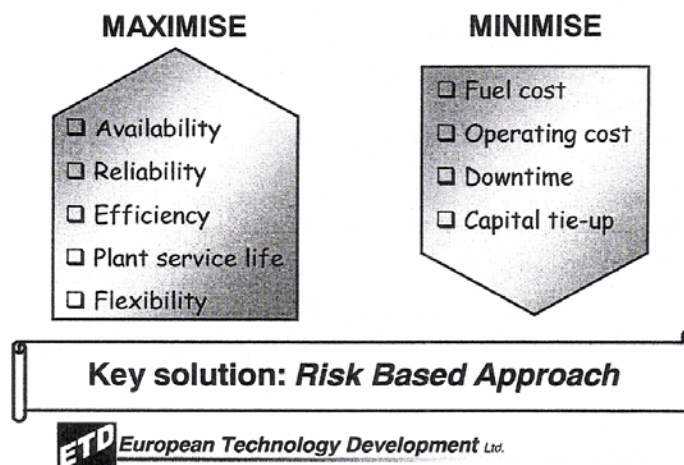 MAXIMISE
❑ Availability
❑ Reliability
❑ Efficiency
❑ Plant service life
❑ Flexibility
MINIMISE
❑ Fuel cost
❑ Operating cost
❑ Downtime
❑ Capital tie-up
Key solution: Risk Based Approach
ETD European Technology Development Ltd.